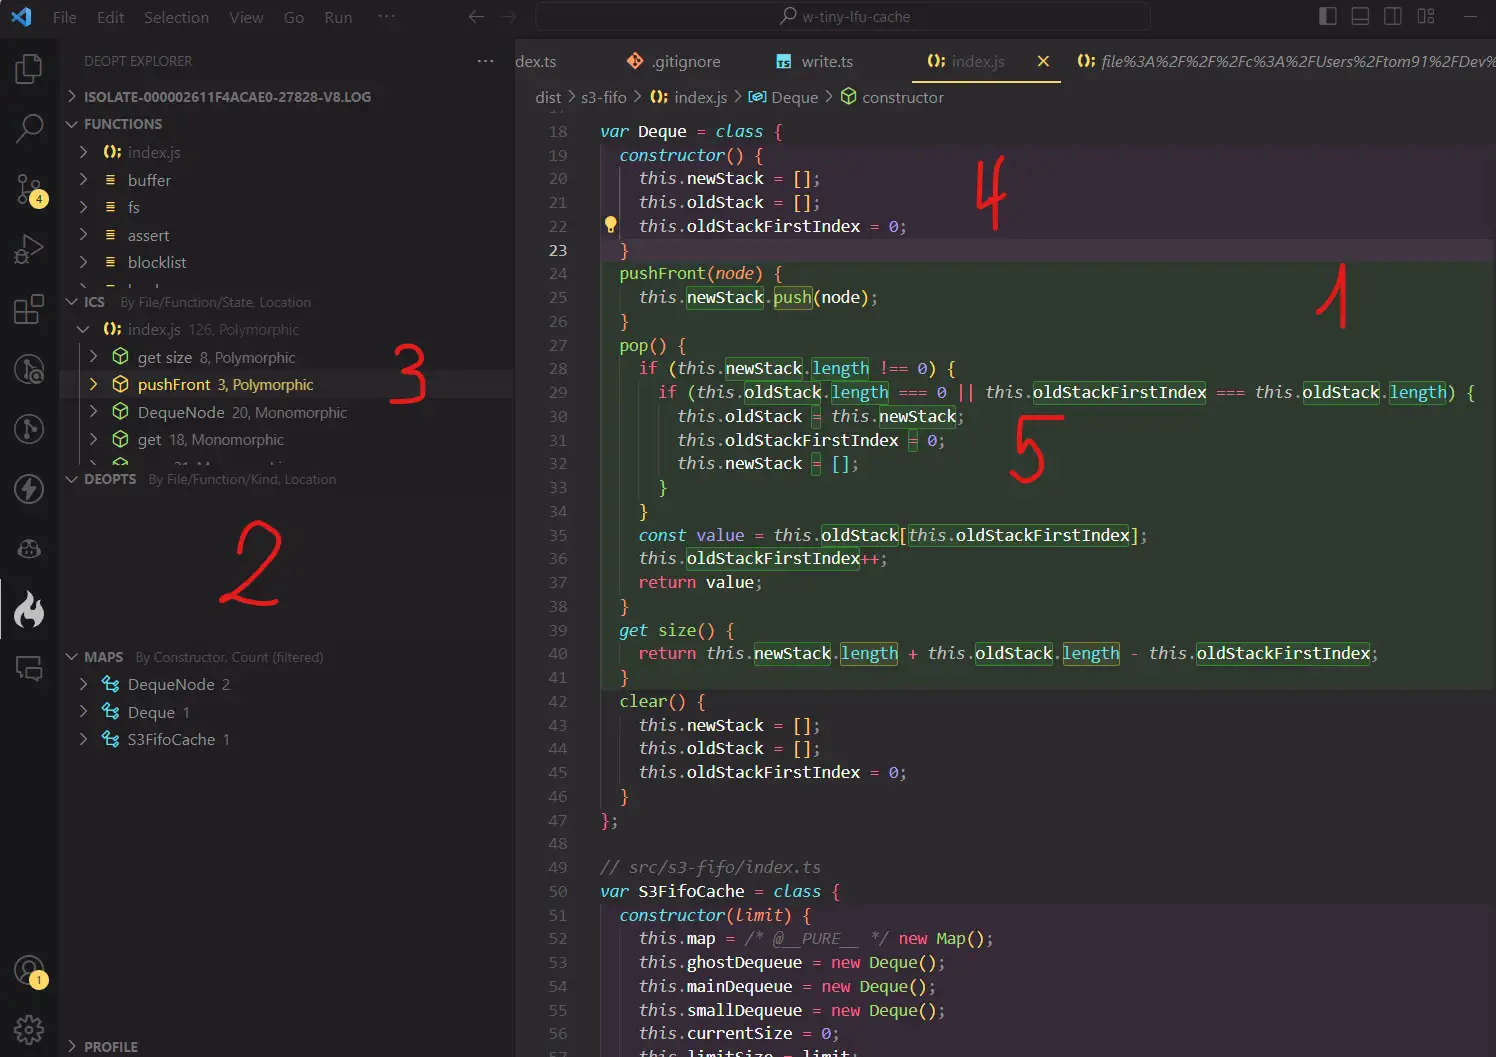 File Edit Selection View Go Run ··· w-tiny-lfu-cache
DEOPT EXPLORER ···
ISOLATE-000002611F4ACAE0-27828-V8.LOG
FUNCTIONS
index.js
buffer
fs
assert
blocklist
ICS By File/Function/State, Location
index.js 126, Polymorphic
get size 8, Polymorphic
pushFront 3, Polymorphic
DequeNode 20, Monomorphic
get 18, Monomorphic
3
DEOPTS By File/Function/Kind, Location
2
MAPS By Constructor, Count (filtered)
DequeNode 2
Deque 1
S3FifoCache 1
PROFILE
4
1
dex.ts .gitignore TS write.ts index.js file%3A%2F%2F%2Fc%3A%2FUsers%2Ftom91%2FDev%
dist > s3-fifo > index.js > Deque > constructor
18 var Deque = class {
19 constructor() {
20 this.newStack = [];
21 this.oldStack = [];
22 this.oldStackFirstIndex = 0;
23 }
4
24 pushFront(node) {
25 this.newStack.push(node);
26 }
1
27 pop() {
28 if (this.newStack.length !== 0) {
29 if (this.oldStack.length === 0 || this.oldStackFirstIndex === this.oldStack.length) {
30 this.oldStack = this.newStack;
31 this.oldStackFirstIndex = 0;
32 this.newStack = [];
5
33 }
34 }
35 const value = this.oldStack[this.oldStackFirstIndex];
36 this.oldStackFirstIndex++;
37 return value;
38 }
39 get size() {
40 return this.newStack.length + this.oldStack.length - this.oldStackFirstIndex;
41 }
42 clear() {
43 this.newStack = [];
44 this.oldStack = [];
45 this.oldStackFirstIndex = 0;
46 }
47 };
48
49 // src/s3-fifo/index.ts
50 var S3FifoCache = class {
51 constructor(limit) {
52 this.map = /* @__PURE__ */ new Map();
53 this.ghostDequeue = new Deque();
54 this.mainDequeue = new Deque();
55 this.smallDequeue = new Deque();
56 this.currentSize = 0;
57 this.limitSize = limit;